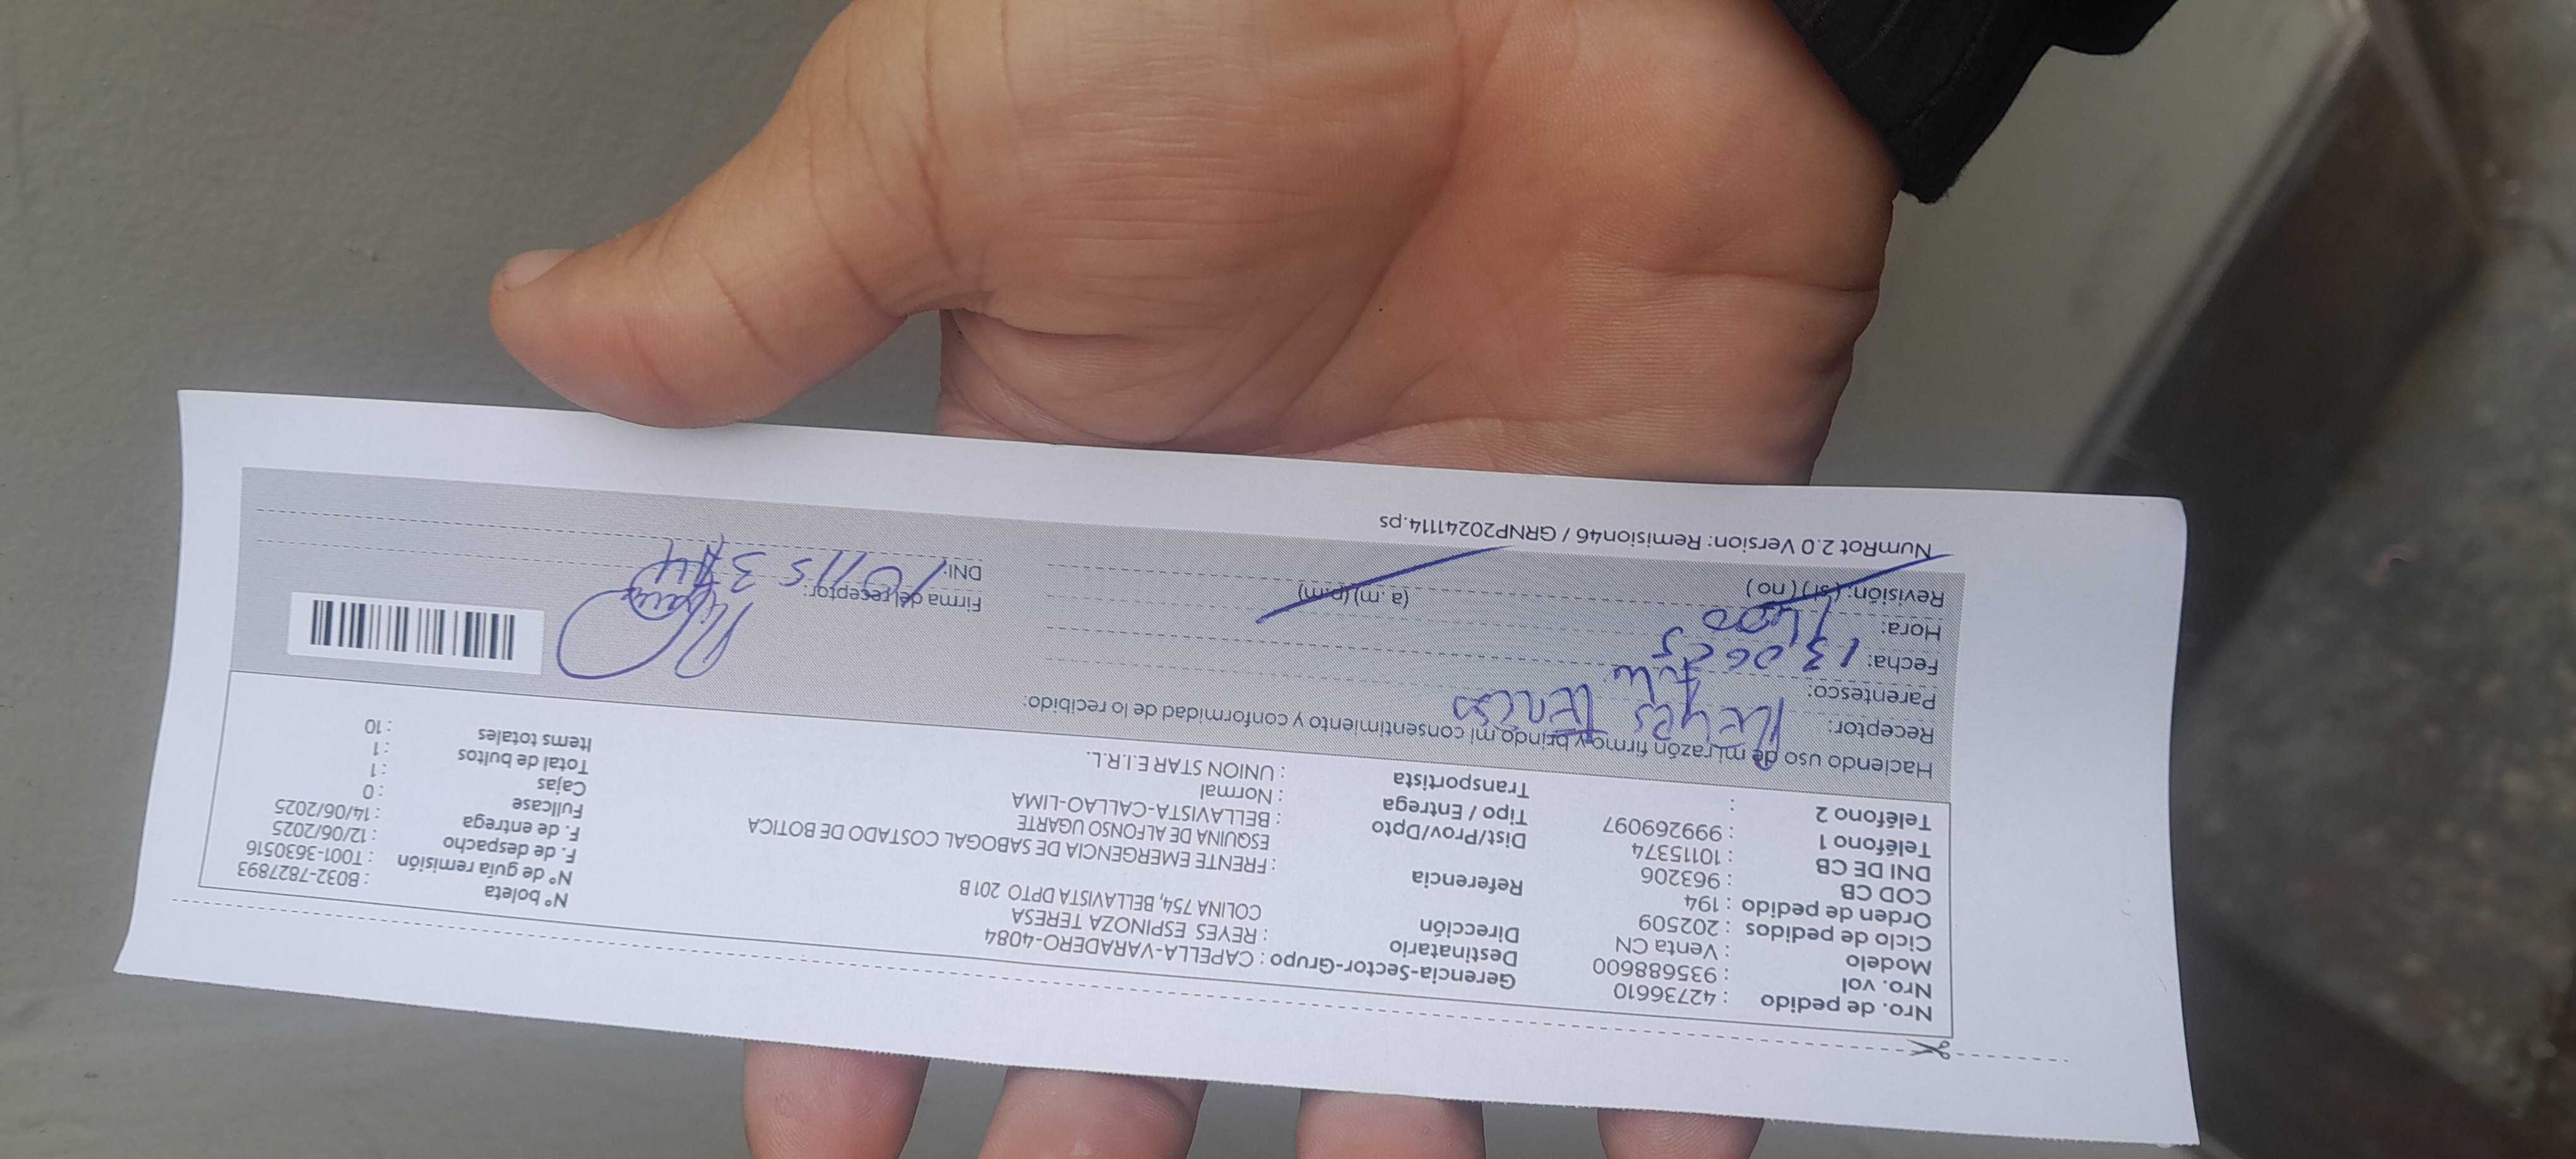 Nro. de pedido : 42736610
Nro. vol : 935688600
Modelo : Venta CN
Ciclo de pedidos : 202509
Orden de pedido : 194
COD CB : 963206
DNI DE CB : 10115374
Teléfono 1 : 999269097
Teléfono 2 :
Gerencia-Sector-Grupo : CAPELLA-VARADERO-4084
Destinatario : REYES ESPINOZA TERESA
Dirección COLINA 754, BELLAVISTA DPTO 201B
Referencia : FRENTE EMERGENCIA DE SABOGAL COSTADO DE BOTICA
ESQUINA DE ALFONSO UGARTE
Dist/Prov/Dpto : BELLAVISTA-CALLAO-LIMA
Tipo / Entrega : Normal
Transportista : UNION STAR E.I.R.L.
N° boleta : B032-7827893
N° de guía remisión : T001-3630516
F. de despacho : 12/06/2025
F. de entrega : 14/06/2025
Fullcase : 0
Cajas : 1
Total de bultos : 1
Items totales : 10
Haciendo uso de mi razón firmo y brindo mi consentimiento y conformidad de lo recibido:
Receptor: Reyes
Parentesco:
Fecha: 13 06 25
Hora: 1400 (a .m) (p.m)
Revisión: (si) ( no )
Firma del receptor:
DNI: 10115374
NumRot 2.0 Version: Remision46 / GRNP20241114.ps